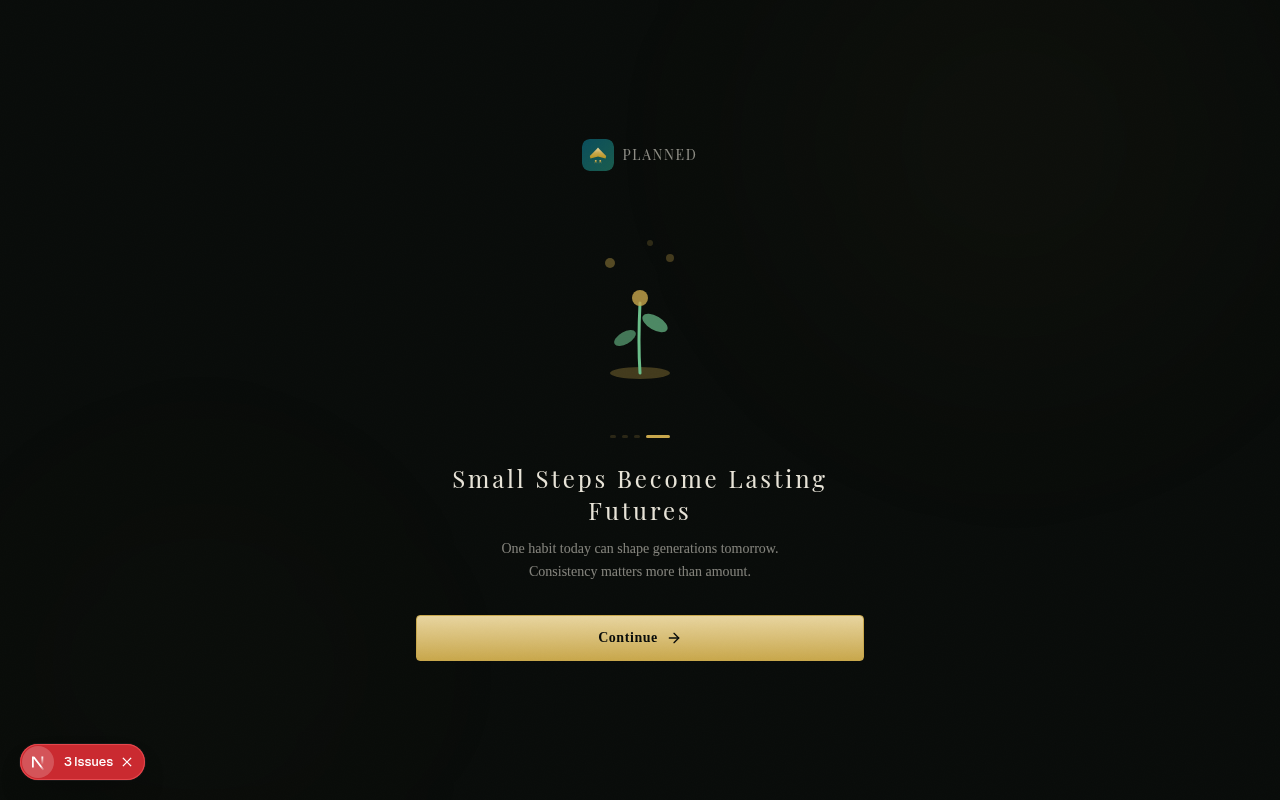 PLANNED
Small Steps Become Lasting
Futures
One habit today can shape generations tomorrow.
Consistency matters more than amount.
Continue
N 3 Issues